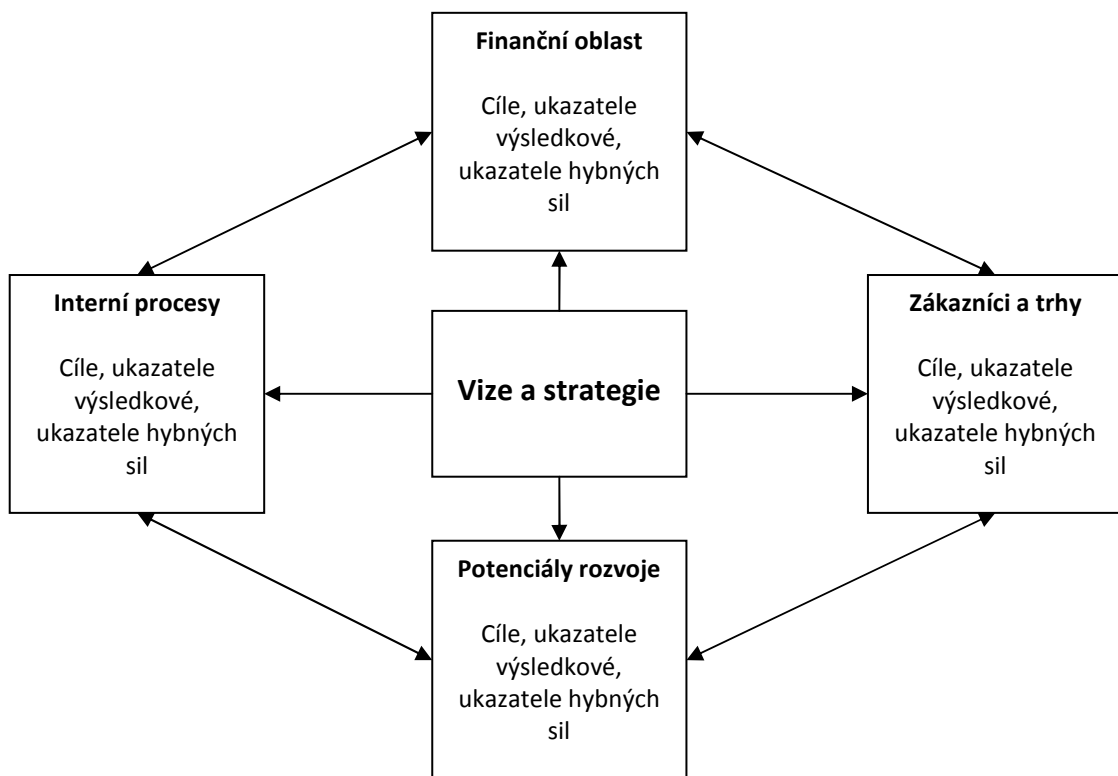 Finanční oblast
Cíle, ukazatele
výsledkové,
ukazatele hybných
sil
Interní procesy
Cíle, ukazatele
výsledkové,
ukazatele hybných
sil
Vize a strategie
Zákazníci a trhy
Cíle, ukazatele
výsledkové,
ukazatele hybných
sil
Potenciály rozvoje
Cíle, ukazatele
výsledkové,
ukazatele hybných
sil